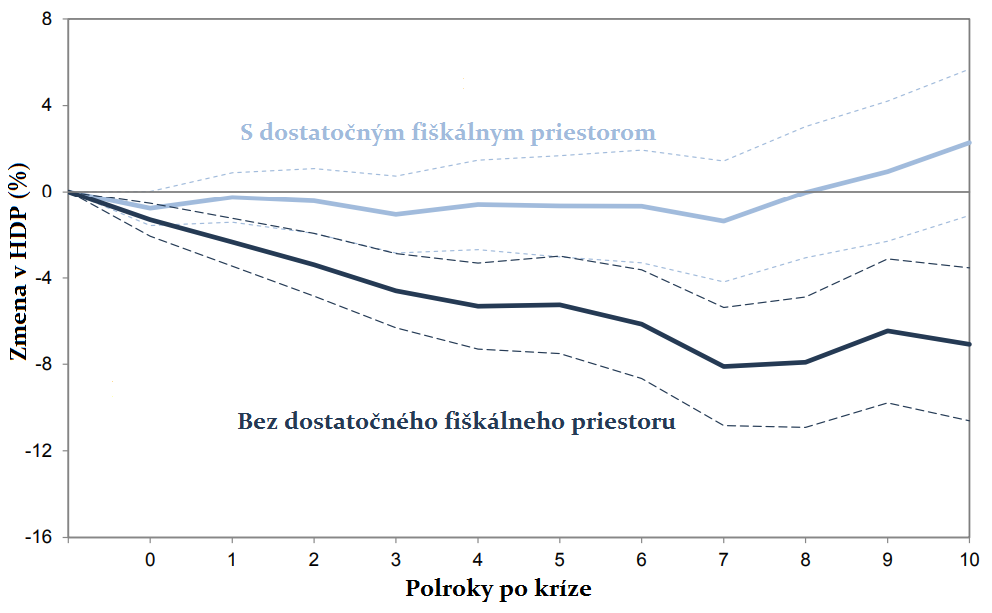 8
4
0
-4
-8
-12
-16
Zmena v HDP (%)
S dostatočným fiškálnym priestorom
Bez dostatočného fiškálneho priestoru
0 1 2 3 4 5 6 7 8 9 10
Polroky po kríze